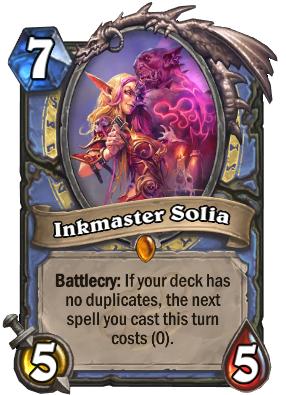 7
Inkmaster Solia
Battlecry: If your deck has
no duplicates, the next
spell you cast this turn
costs (0).
5
5